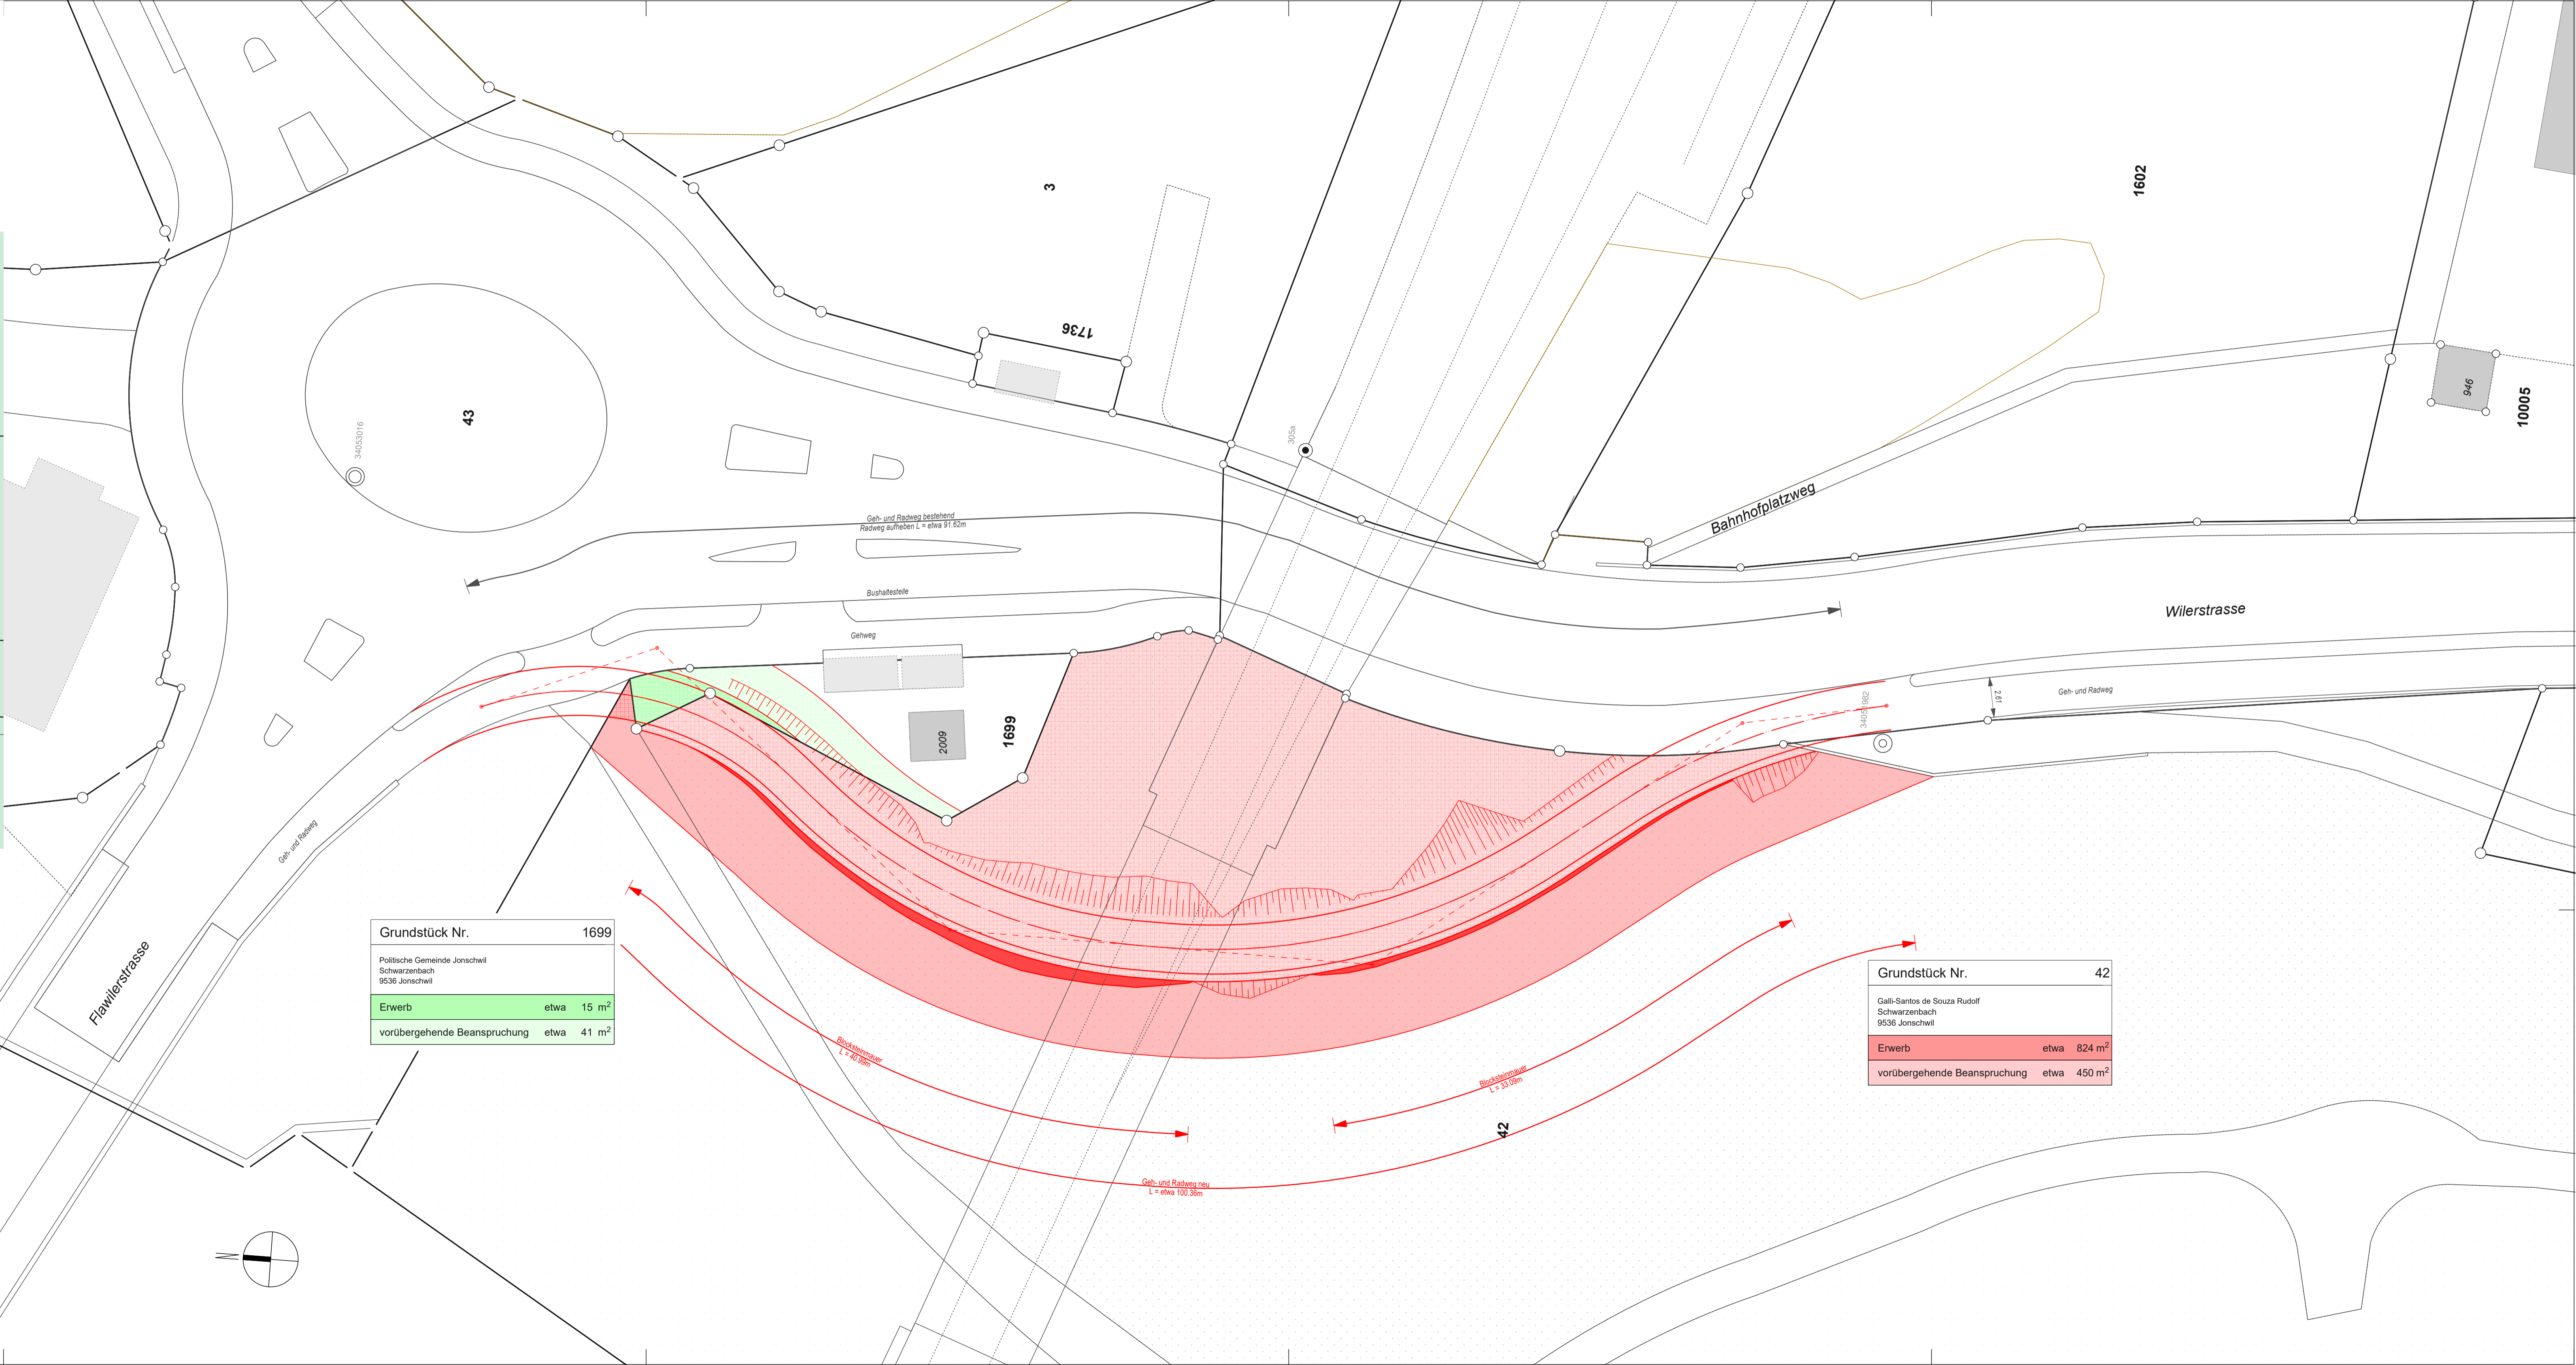 3
1602
1736
946
10005
43
34053016
305a
Bahnhofplatzweg
Geh- und Radweg bestehend
Radweg aufheben L = etwa 91.62m
Bushaltestelle
Gehweg
Wilerstrasse
2.61
Geh- und Radweg
2009
1699
Geh- und Radweg
Flawilerstrasse
Grundstück Nr. 1699
Politische Gemeinde Jonschwil
Schwarzenbach
9536 Jonschwil
Erwerb etwa 15 m²
vorübergehende Beanspruchung etwa 41 m²
Grundstück Nr. 42
Galli-Santos de Souza Rudolf
Schwarzenbach
9536 Jonschwil
Erwerb etwa 824 m²
vorübergehende Beanspruchung etwa 450 m²
Blocksteinmauer
Blocksteinmauer
L = 33.09m
42
Geh- und Radweg neu
L = etwa 100.36m
N